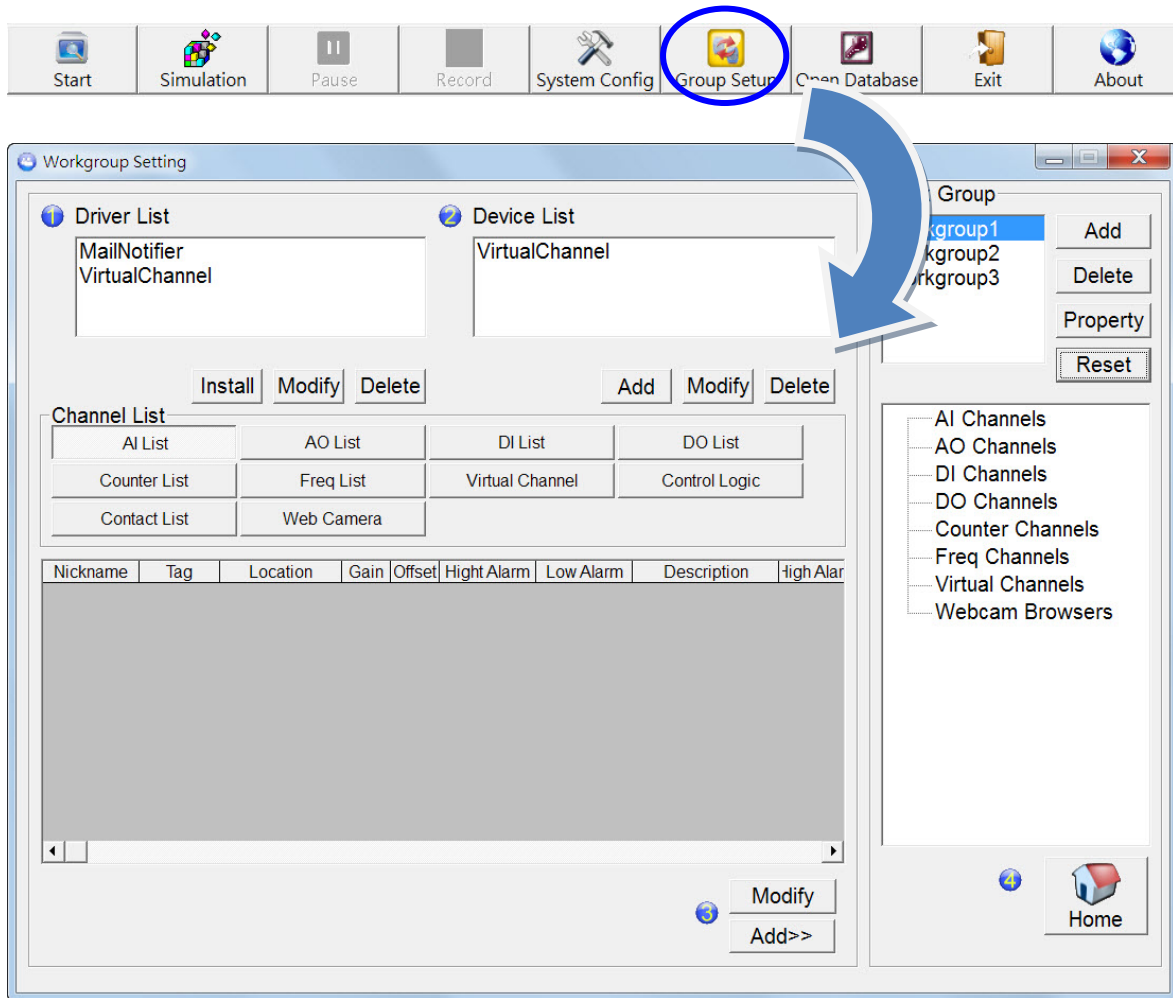 Start Simulation Pause Record System Config Group Setup Open Database Exit About
Workgroup Setting
1 Driver List
MailNotifier
VirtualChannel
Install Modify Delete
2 Device List
VirtualChannel
Add Modify Delete
Channel List
AI List AO List DI List DO List
Counter List Freq List Virtual Channel Control Logic
Contact List Web Camera
Nickname Tag Location Gain Offset Hight Alarm Low Alarm Description High Alar
3 Modify
Add>>
Group
kgroup1
kgroup2
rkgroup3
Add
Delete
Property
Reset
AI Channels
AO Channels
DI Channels
DO Channels
Counter Channels
Freq Channels
Virtual Channels
Webcam Browsers
4 Home